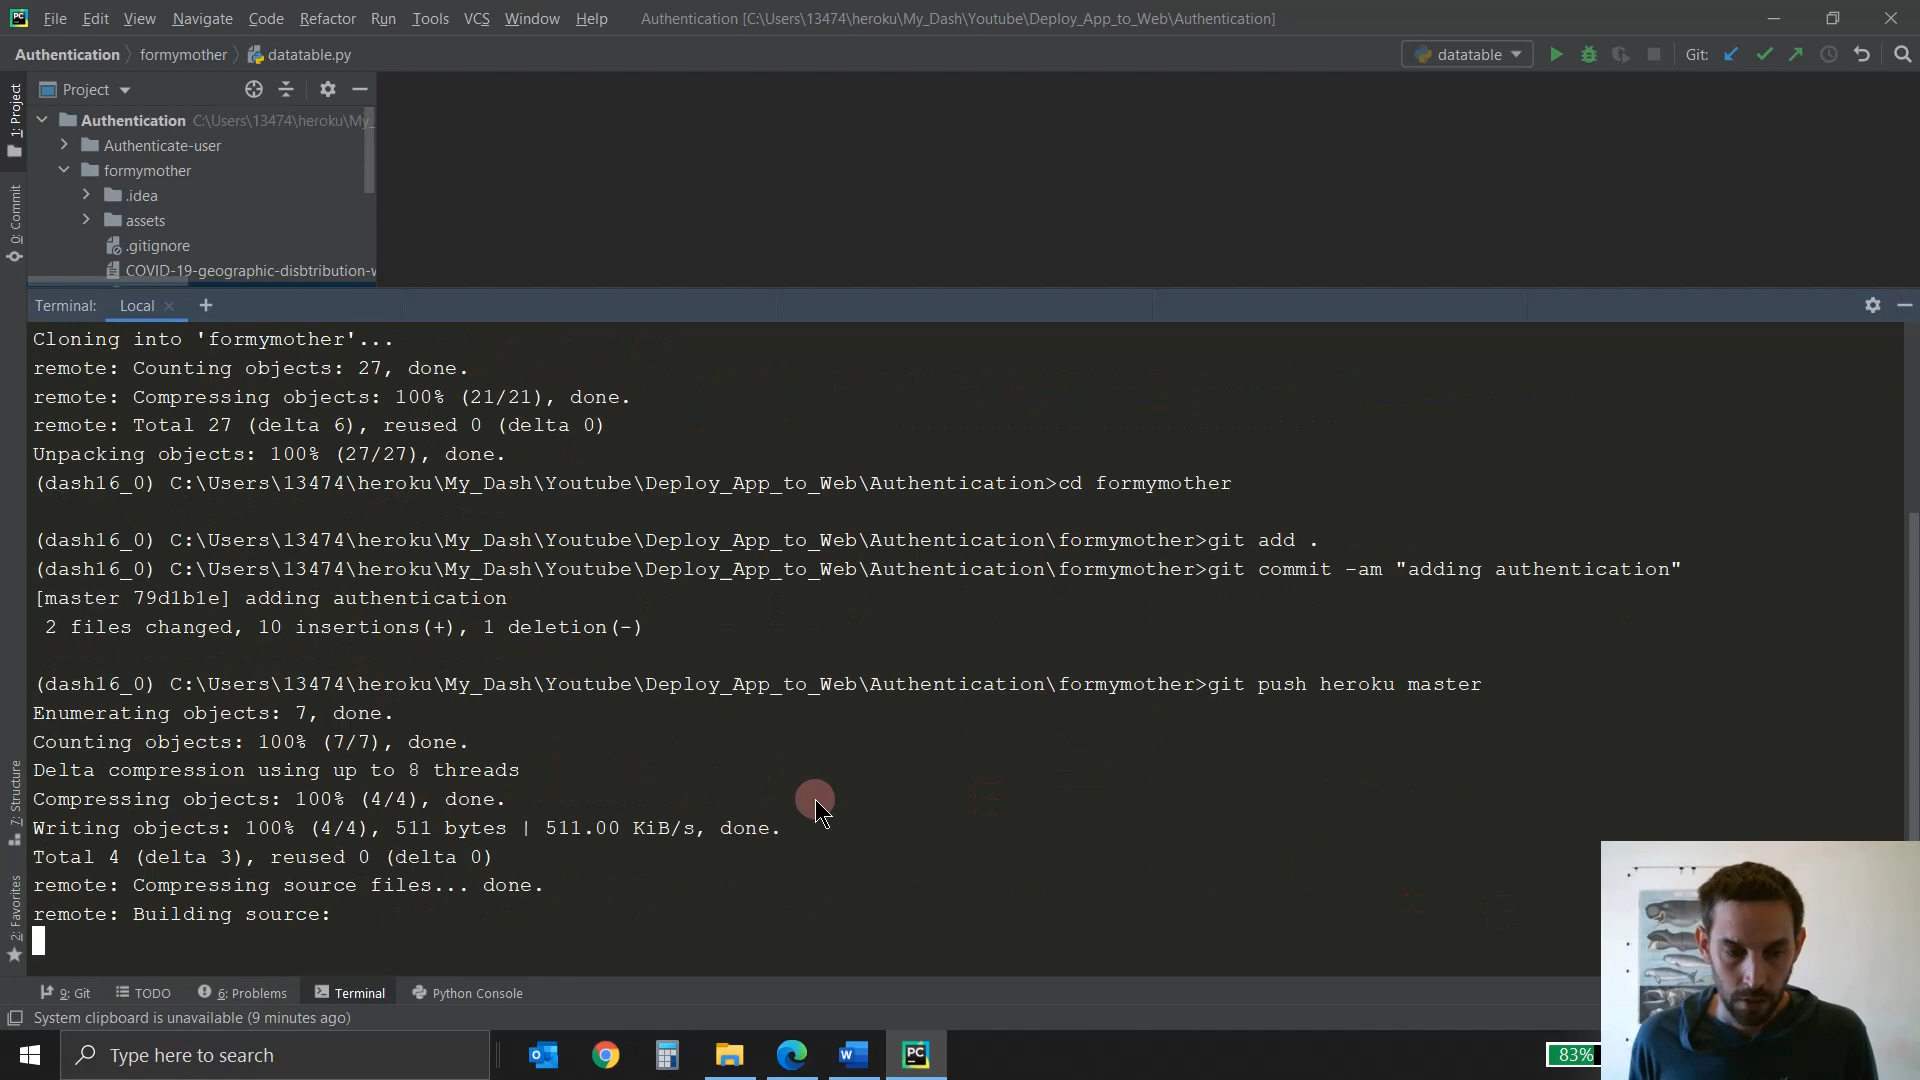 PC File Edit View Navigate Code Refactor Run Tools VCS Window Help Authentication [C:\Users\13474\heroku\My_Dash\Youtube\Deploy_App_to_Web\Authentication]
Authentication formymother datatable.py datatable Git:
1: Project
Project
Authentication C:\Users\13474\heroku\My_
Authenticate-user
formymother
.idea
0: Commit
assets
.gitignore
COVID-19-geographic-disbtribution-w
Terminal: Local +
Cloning into 'formymother'...
remote: Counting objects: 27, done.
remote: Compressing objects: 100% (21/21), done.
remote: Total 27 (delta 6), reused 0 (delta 0)
Unpacking objects: 100% (27/27), done.
(dash16_0) C:\Users\13474\heroku\My_Dash\Youtube\Deploy_App_to_Web\Authentication>cd formymother
(dash16_0) C:\Users\13474\heroku\My_Dash\Youtube\Deploy_App_to_Web\Authentication\formymother>git add .
(dash16_0) C:\Users\13474\heroku\My_Dash\Youtube\Deploy_App_to_Web\Authentication\formymother>git commit -am "adding authentication"
[master 79d1b1e] adding authentication
2 files changed, 10 insertions(+), 1 deletion(-)
(dash16_0) C:\Users\13474\heroku\My_Dash\Youtube\Deploy_App_to_Web\Authentication\formymother>git push heroku master
Enumerating objects: 7, done.
Counting objects: 100% (7/7), done.
Delta compression using up to 8 threads
Compressing objects: 100% (4/4), done.
Writing objects: 100% (4/4), 511 bytes | 511.00 KiB/s, done.
Total 4 (delta 3), reused 0 (delta 0)
remote: Compressing source files... done.
remote: Building source:
7: Structure
2: Favorites
9: Git TODO 6: Problems Terminal Python Console
System clipboard is unavailable (9 minutes ago)
Type here to search
83%